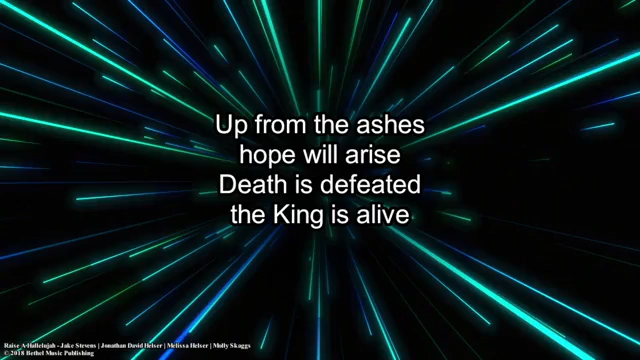 Up from the ashes
hope will arise
Death is defeated
the King is alive
Raise A Hallelujah - Jake Stevens | Jonathan David Helser | Melissa Helser | Molly Skaggs
© 2018 Bethel Music Publishing